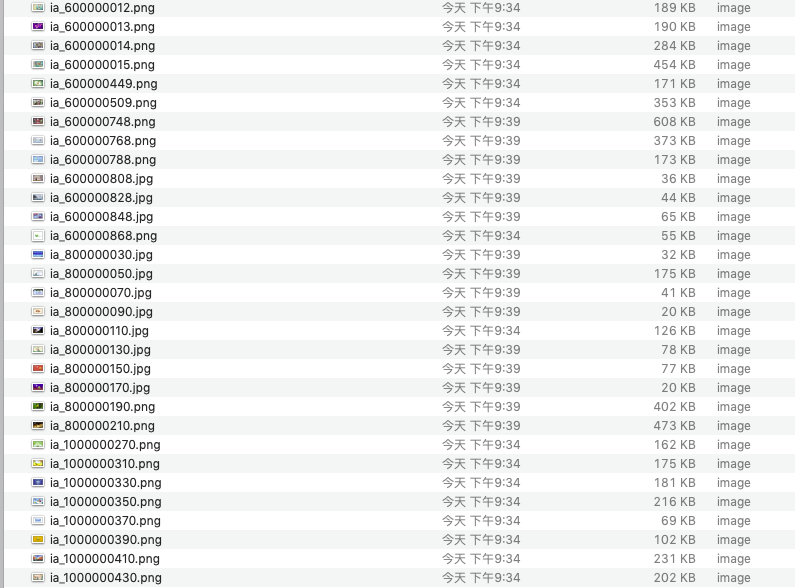 ia_600000012.png 今天 下午9:34 189 KB image
ia_600000013.png 今天 下午9:34 190 KB image
ia_600000014.png 今天 下午9:34 284 KB image
ia_600000015.png 今天 下午9:34 454 KB image
ia_600000449.png 今天 下午9:34 171 KB image
ia_600000509.png 今天 下午9:34 353 KB image
ia_600000748.png 今天 下午9:39 608 KB image
ia_600000768.png 今天 下午9:39 373 KB image
ia_600000788.png 今天 下午9:39 173 KB image
ia_600000808.jpg 今天 下午9:39 36 KB image
ia_600000828.jpg 今天 下午9:39 44 KB image
ia_600000848.jpg 今天 下午9:39 65 KB image
ia_600000868.png 今天 下午9:34 55 KB image
ia_800000030.jpg 今天 下午9:39 32 KB image
ia_800000050.jpg 今天 下午9:39 175 KB image
ia_800000070.jpg 今天 下午9:39 41 KB image
ia_800000090.jpg 今天 下午9:39 20 KB image
ia_800000110.jpg 今天 下午9:34 126 KB image
ia_800000130.jpg 今天 下午9:39 78 KB image
ia_800000150.jpg 今天 下午9:39 77 KB image
ia_800000170.jpg 今天 下午9:39 20 KB image
ia_800000190.png 今天 下午9:39 402 KB image
ia_800000210.png 今天 下午9:39 473 KB image
ia_1000000270.png 今天 下午9:34 162 KB image
ia_1000000310.png 今天 下午9:34 175 KB image
ia_1000000330.png 今天 下午9:34 181 KB image
ia_1000000350.png 今天 下午9:34 216 KB image
ia_1000000370.png 今天 下午9:34 69 KB image
ia_1000000390.png 今天 下午9:34 102 KB image
ia_1000000410.png 今天 下午9:34 231 KB image
ia_1000000430.png 今天 下午9:34 202 KB image